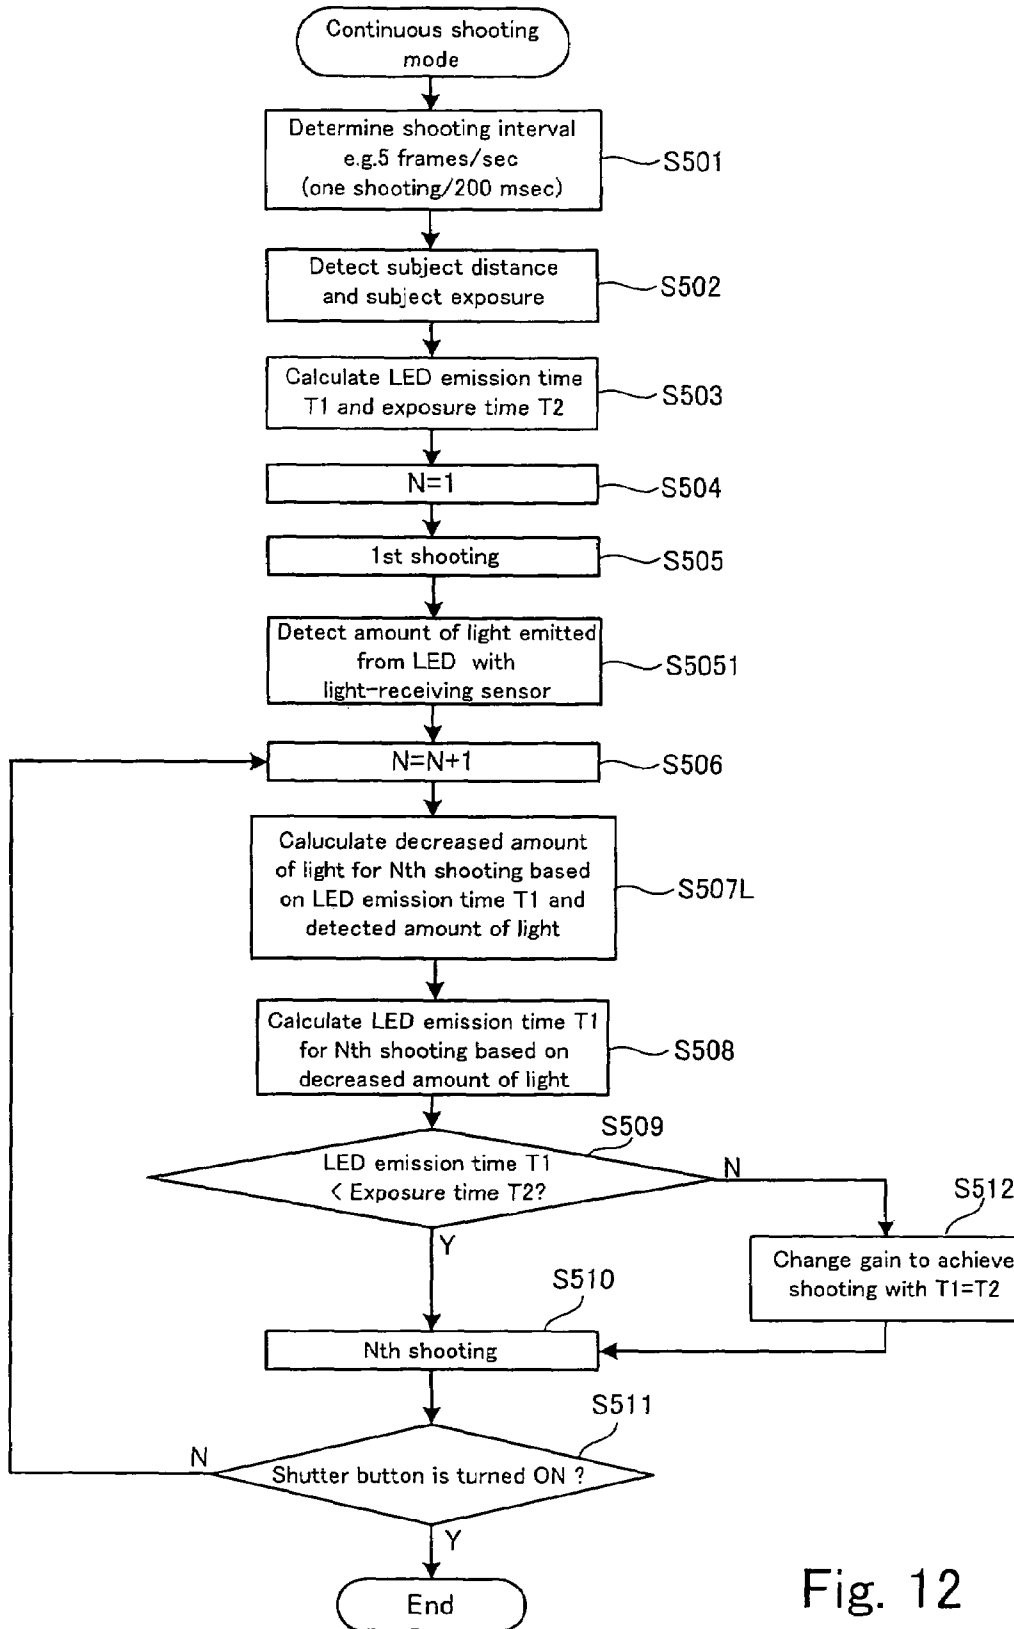 Continuous shooting
mode
Determine shooting interval
e.g.5 frames/sec
(one shooting/200 msec)
S501
Detect subject distance
and subject exposure
S502
Calculate LED emission time
T1 and exposure time T2
S503
N=1
S504
1st shooting
S505
Detect amount of light emitted
from LED with
light-receiving sensor
S5051
N=N+1
S506
Caluculate decreased amount
of light for Nth shooting based
on LED emission time T1 and
detected amount of light
S507L
Calculate LED emission time T1
for Nth shooting based on
decreased amount of light
S508
S509
LED emission time T1
< Exposure time T2?
N
Y
S512
Change gain to achieve
shooting with T1=T2
S510
Nth shooting
S511
Shutter button is turned ON ?
N
Y
End
Fig. 12